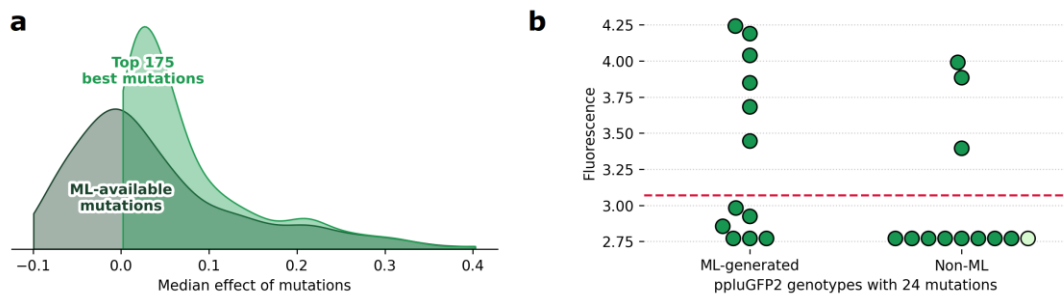 a
Top 175
best mutations
ML-available
mutations
−0.1 0.0 0.1 0.2 0.3 0.4
Median effect of mutations
b
Fluorescence
4.25
4.00
3.75
3.50
3.25
3.00
2.75
ML-generated Non-ML
ppluGFP2 genotypes with 24 mutations